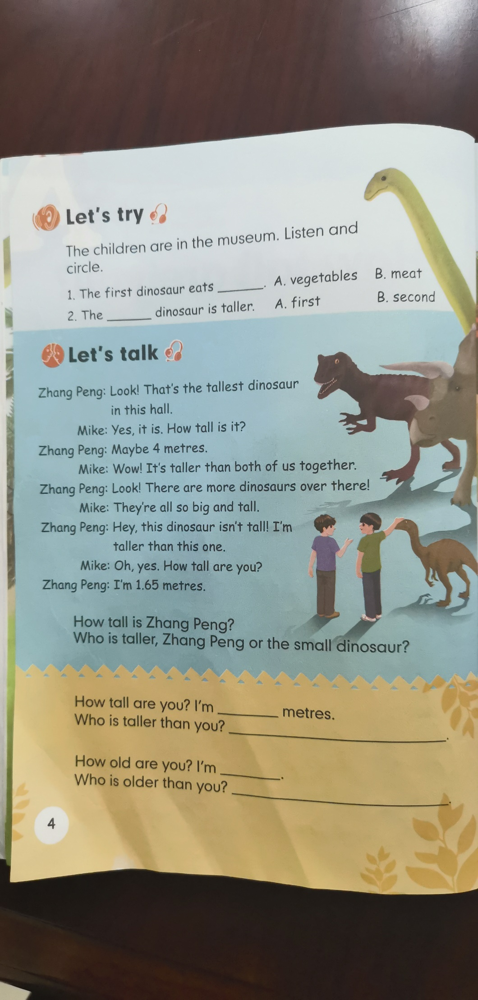 Let's try
The children are in the museum. Listen and
circle.
1. The first dinosaur eats ______. A. vegetables B. meat
2. The ______ dinosaur is taller. A. first B. second
Let's talk
Zhang Peng: Look! That's the tallest dinosaur
in this hall.
Mike: Yes, it is. How tall is it?
Zhang Peng: Maybe 4 metres.
Mike: Wow! It's taller than both of us together.
Zhang Peng: Look! There are more dinosaurs over there!
Mike: They're all so big and tall.
Zhang Peng: Hey, this dinosaur isn't tall! I'm
taller than this one.
Mike: Oh, yes. How tall are you?
Zhang Peng: I'm 1.65 metres.
How tall is Zhang Peng?
Who is taller, Zhang Peng or the small dinosaur?
How tall are you? I'm ______ metres.
Who is taller than you? ______.
How old are you? I'm ______.
Who is older than you? ______.
4